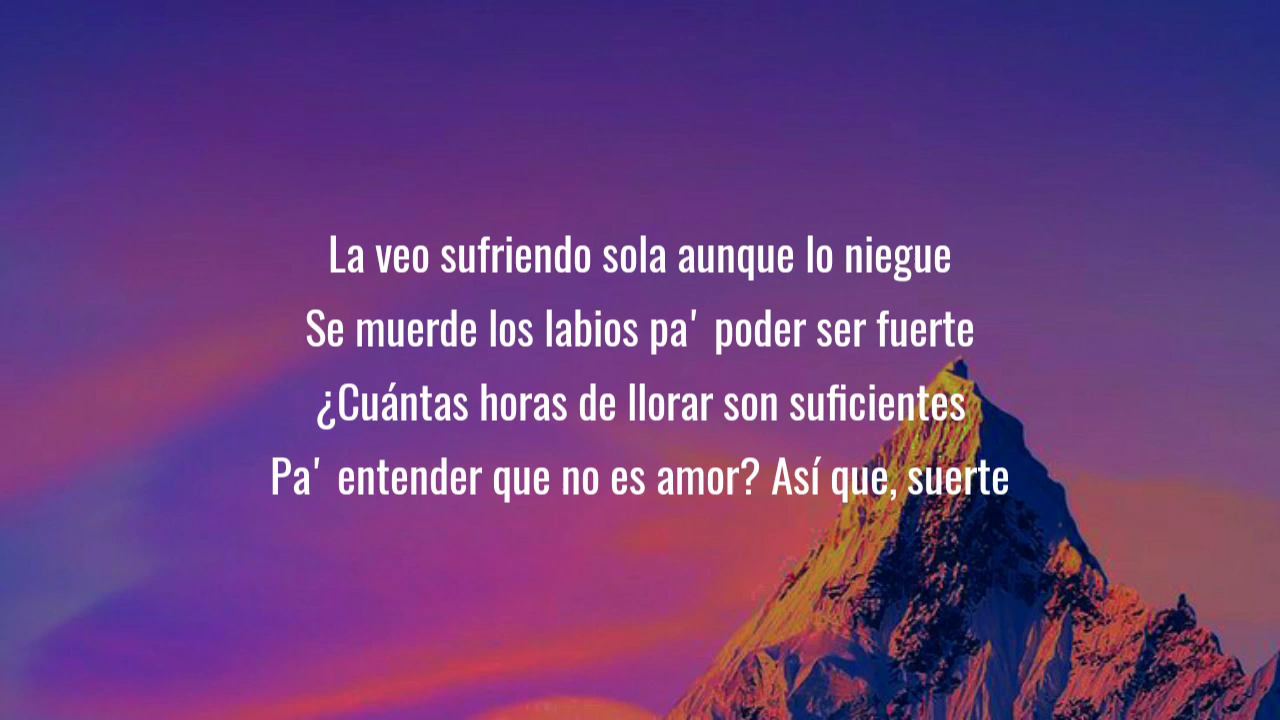 La veo sufriendo sola aunque lo niegue
Se muerde los labios pa' poder ser fuerte
¿Cuántas horas de llorar son suficientes
Pa' entender que no es amor? Así que, suerte